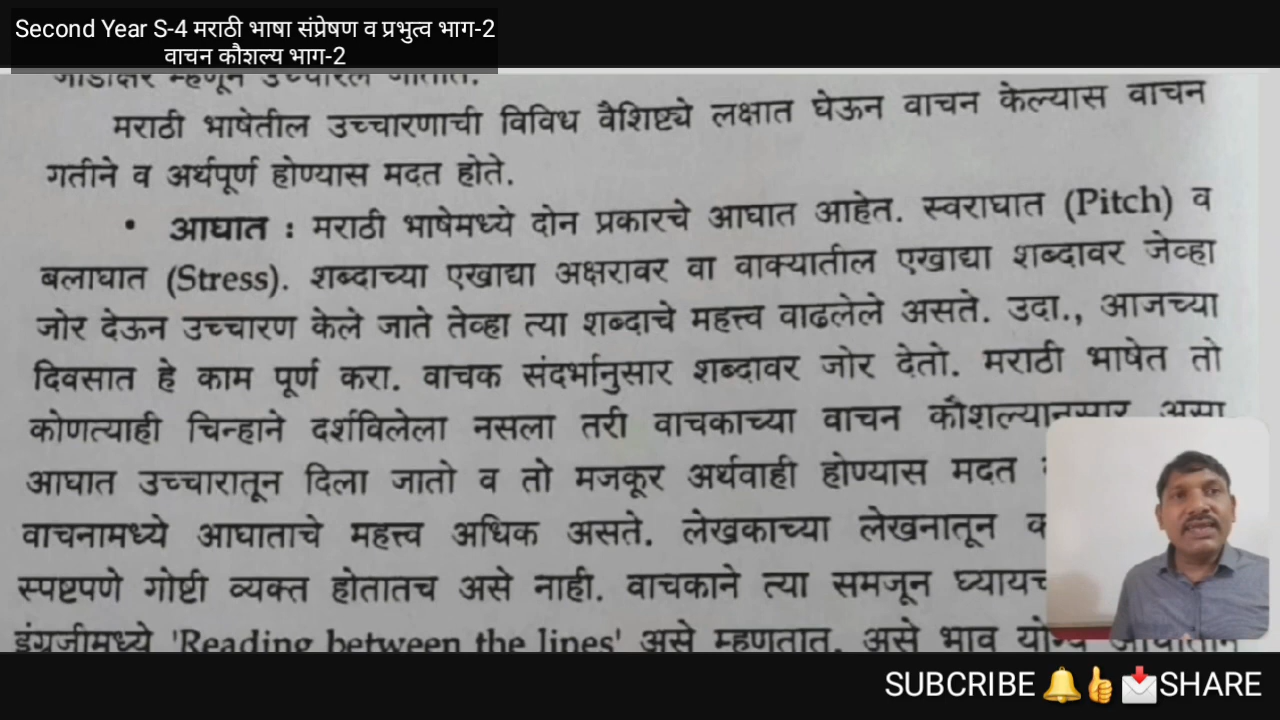 Second Year S-4 मराठी भाषा संप्रेषण व प्रभुत्व भाग-2
वाचन कौशल्य भाग-2
जोडाक्षर म्हणून उच्चारले जातात.
मराठी भाषेतील उच्चारणाची विविध वैशिष्ट्ये लक्षात घेऊन वाचन केल्यास वाचन
गतीने व अर्थपूर्ण होण्यास मदत होते.
• आघात : मराठी भाषेमध्ये दोन प्रकारचे आघात आहेत. स्वराघात (Pitch) व
बलाघात (Stress). शब्दाच्या एखाद्या अक्षरावर वा वाक्यातील एखाद्या शब्दावर जेव्हा
जोर देऊन उच्चारण केले जाते तेव्हा त्या शब्दाचे महत्त्व वाढलेले असते. उदा., आजच्या
दिवसात हे काम पूर्ण करा. वाचक संदर्भानुसार शब्दावर जोर देतो. मराठी भाषेत तो
कोणत्याही चिन्हाने दर्शविलेला नसला तरी वाचकाच्या वाचन कौशल्यानुसार असा
आघात उच्चारातून दिला जातो व तो मजकूर अर्थवाही होण्यास मदत
वाचनामध्ये आघाताचे महत्त्व अधिक असते. लेखकाच्या लेखनातून
स्पष्टपणे गोष्टी व्यक्त होतातच असे नाही. वाचकाने त्या समजून
इंग्रजीमध्ये 'Reading between the lines' असे म्हणतात. असे भाव योग्य
SUBCRIBE 🔔👍 📩SHARE